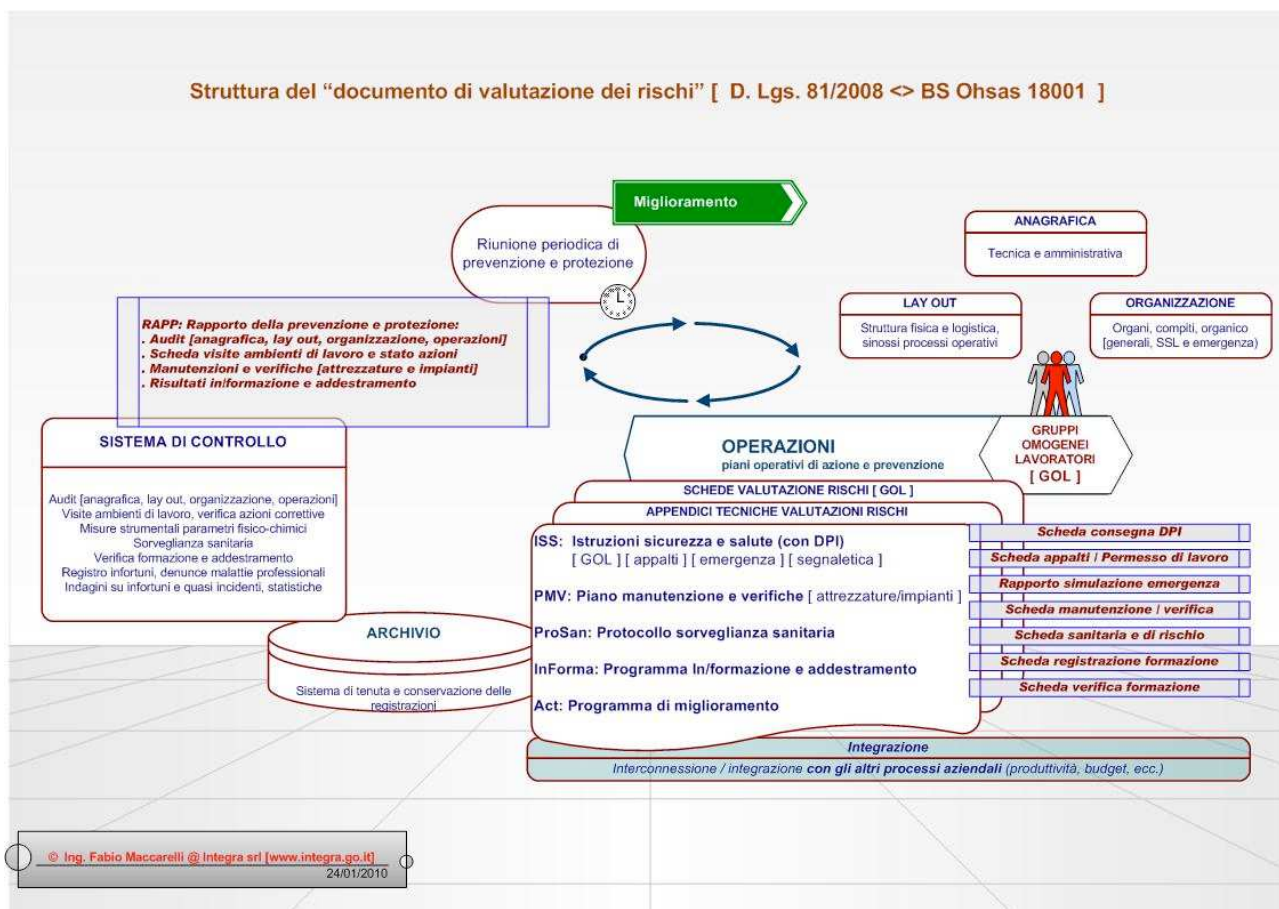 Struttura del “documento di valutazione dei rischi” [ D. Lgs. 81/2008 <> BS Ohsas 18001 ]
Miglioramento
Riunione periodica di
prevenzione e protezione
ANAGRAFICA
Tecnica e amministrativa
LAY OUT
Struttura fisica e logistica,
sinossi processi operativi
ORGANIZZAZIONE
Organi, compiti, organico
[generali, SSL e emergenza)
RAPP: Rapporto della prevenzione e protezione:
. Audit [anagrafica, lay out, organizzazione, operazioni]
. Scheda visite ambienti di lavoro e stato azioni
. Manutenzioni e verifiche [attrezzature e impianti]
. Risultati in/formazione e addestramento
SISTEMA DI CONTROLLO
Audit [anagrafica, lay out, organizzazione, operazioni]
Visite ambienti di lavoro, verifica azioni correttive
Misure strumentali parametri fisico-chimici
Sorveglianza sanitaria
Verifica formazione e addestramento
Registro infortuni, denunce malattie professionali
Indagini su infortuni e quasi incidenti, statistiche
OPERAZIONI
piani operativi di azione e prevenzione
GRUPPI
OMOGENEI
LAVORATORI
[ GOL ]
SCHEDE VALUTAZIONE RISCHI [ GOL ]
APPENDICI TECNICHE VALUTAZIONI RISCHI
ISS: Istruzioni sicurezza e salute (con DPI)
[ GOL ] [ appalti ] [ emergenza ] [ segnaletica ]
PMV: Piano manutenzione e verifiche [ attrezzature/impianti ]
ProSan: Protocollo sorveglianza sanitaria
InForma: Programma In/formazione e addestramento
Act: Programma di miglioramento
Scheda consegna DPI
Scheda appalti / Permesso di lavoro
Rapporto simulazione emergenza
Scheda manutenzione / verifica
Scheda sanitaria e di rischio
Scheda registrazione formazione
Scheda verifica formazione
ARCHIVIO
Sistema di tenuta e conservazione delle
registrazioni
Integrazione
Interconnessione / integrazione con gli altri processi aziendali (produttività, budget, ecc.)
© Ing. Fabio Maccarelli @ Integra srl [www.integra.go.it]
24/01/2010